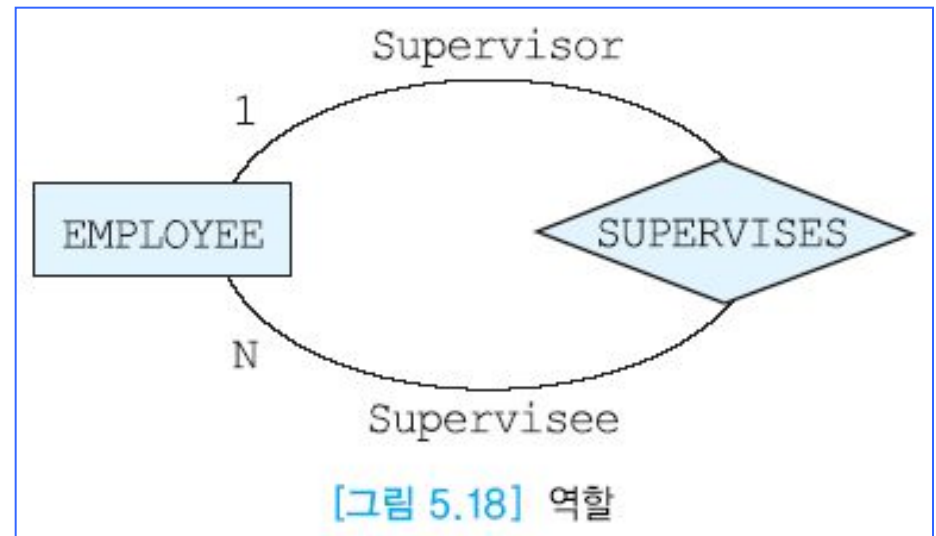 Supervisor
1
EMPLOYEE
SUPERVISES
N
Supervisee
[그림 5.18] 역할